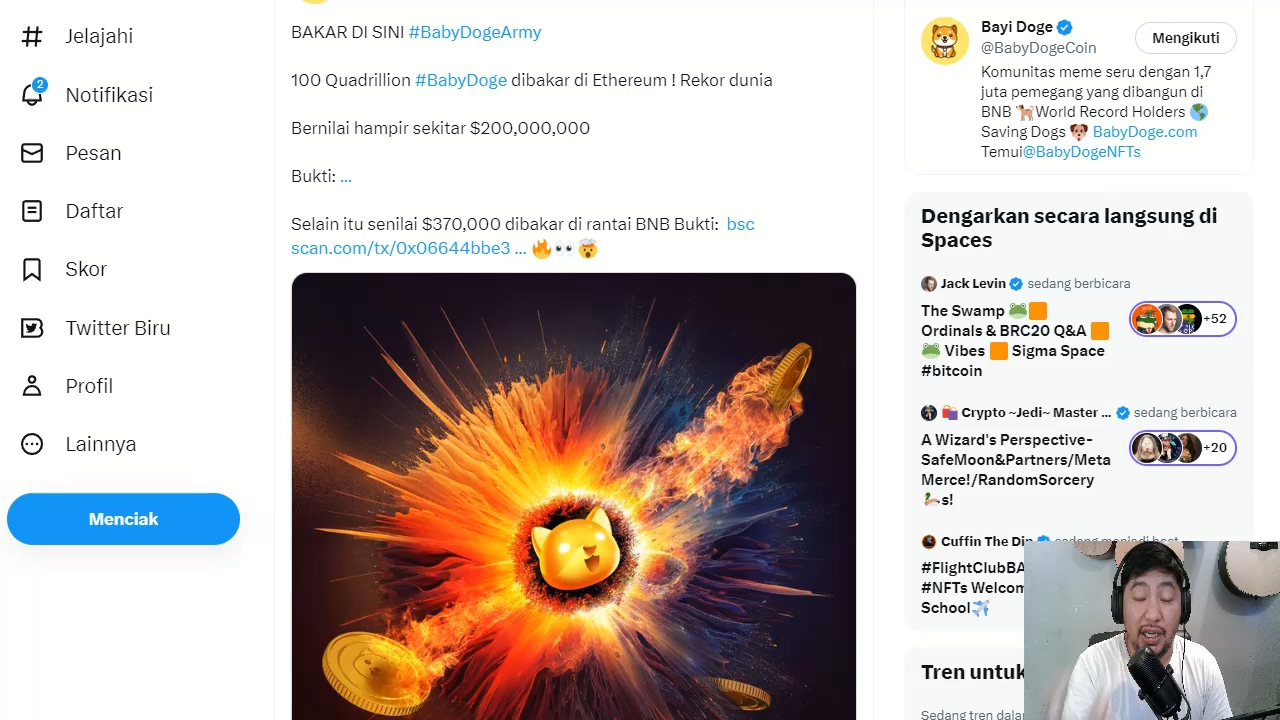 Jelajahi
2
Notifikasi
Pesan
Daftar
Skor
Twitter Biru
Profil
Lainnya
Menciak
BAKAR DI SINI #BabyDogeArmy
100 Quadrillion #BabyDoge dibakar di Ethereum ! Rekor dunia
Bernilai hampir sekitar $200,000,000
Bukti: ...
Selain itu senilai $370,000 dibakar di rantai BNB Bukti: bsc
scan.com/tx/0x06644bbe3 ... 🔥👀🤯
Bayi Doge
@BabyDogeCoin
Mengikuti
Komunitas meme seru dengan 1,7
juta pemegang yang dibangun di
BNB 🐕World Record Holders 🌎
Saving Dogs 🐶 BabyDoge.com
Temui@BabyDogeNFTs
Dengarkan secara langsung di
Spaces
Jack Levin sedang berbicara
The Swamp 🐸🟧
Ordinals & BRC20 Q&A 🟧
🐸 Vibes 🟧 Sigma Space
#bitcoin
+52
🛍️ Crypto ~Jedi~ Master ... sedang berbicara
A Wizard's Perspective-
SafeMoon&Partners/Meta
Merce!/RandomSorcery
s!
+20
Cuffin The Din
#FlightClubBA
#NFTs Welcom
School✈️
Tren untuk
Sedang tren dalam